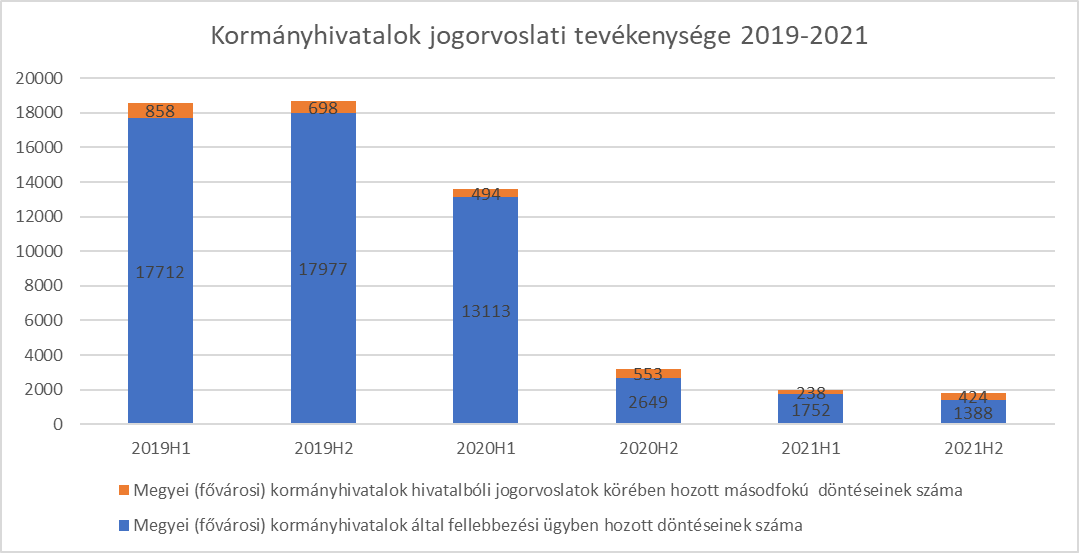 Kormányhivatalok jogorvoslati tevékenysége 2019-2021
20000
18000
16000
14000
12000
10000
8000
6000
4000
2000
0
858
698
494
553
238
424
17712
17977
13113
2649
1752
1388
2019H1
2019H2
2020H1
2020H2
2021H1
2021H2
Megyei (fővárosi) kormányhivatalok hivatalbóli jogorvoslatok körében hozott másodfokú döntéseinek száma
Megyei (fővárosi) kormányhivatalok által fellebbezési ügyben hozott döntéseinek száma